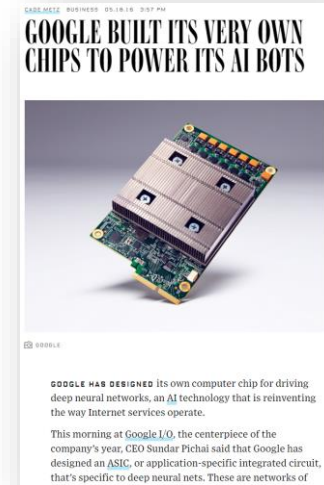 CADE METZ BUSINESS 05.18.16 3:57 PM
GOOGLE BUILT ITS VERY OWN
CHIPS TO POWER ITS AI BOTS
GOOGLE
GOOGLE HAS DESIGNED its own computer chip for driving
deep neural networks, an AI technology that is reinventing
the way Internet services operate.
This morning at Google I/O, the centerpiece of the
company's year, CEO Sundar Pichai said that Google has
designed an ASIC, or application-specific integrated circuit,
that's specific to deep neural nets. These are networks of